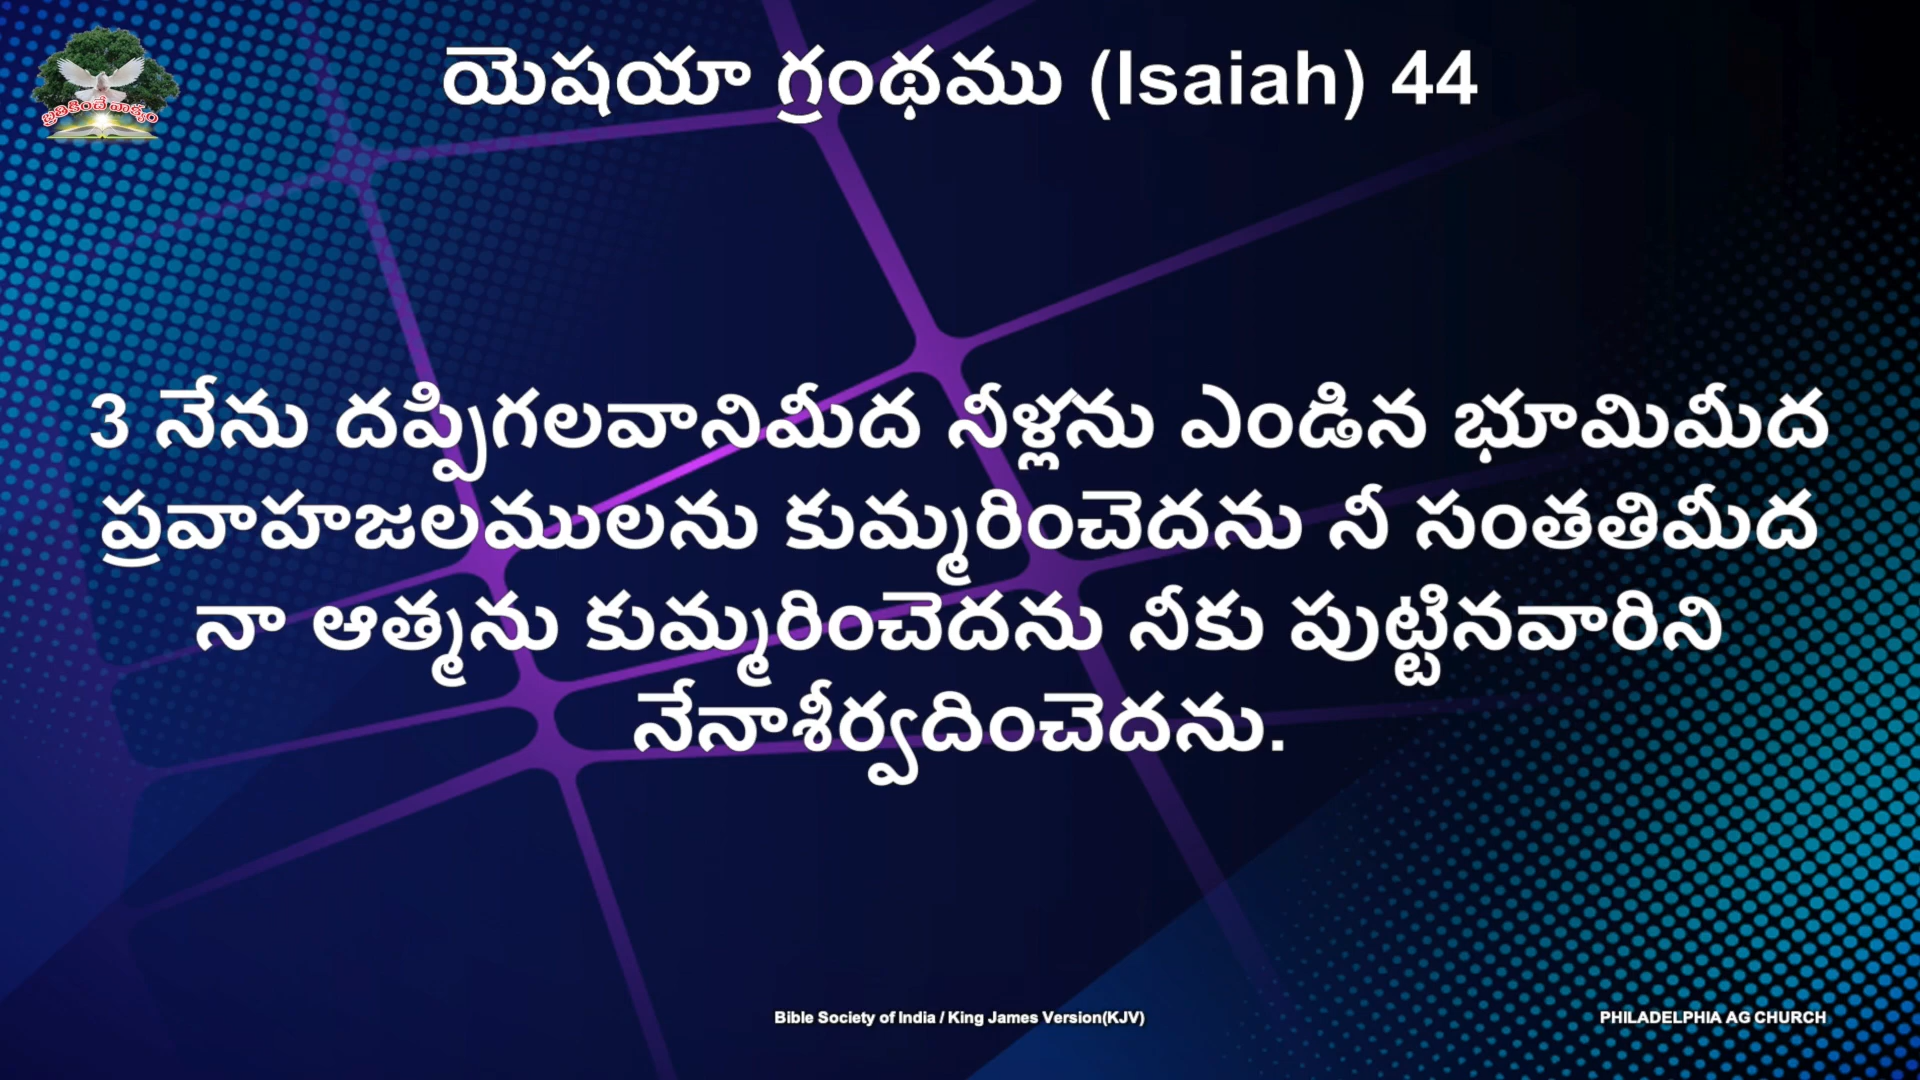 యెషయా గ్రంథము (Isaiah) 44
బ్రతికించే వాక్యం
3 నేను దప్పిగలవానిమీద నీళ్లను ఎండిన భూమిమీద
ప్రవాహజలములను కుమ్మరించెదను నీ సంతతిమీద
నా ఆత్మను కుమ్మరించెదను నీకు పుట్టినవారిని
నేనాశీర్వదించెదను.
Bible Society of India / King James Version(KJV)
PHILADELPHIA AG CHURCH